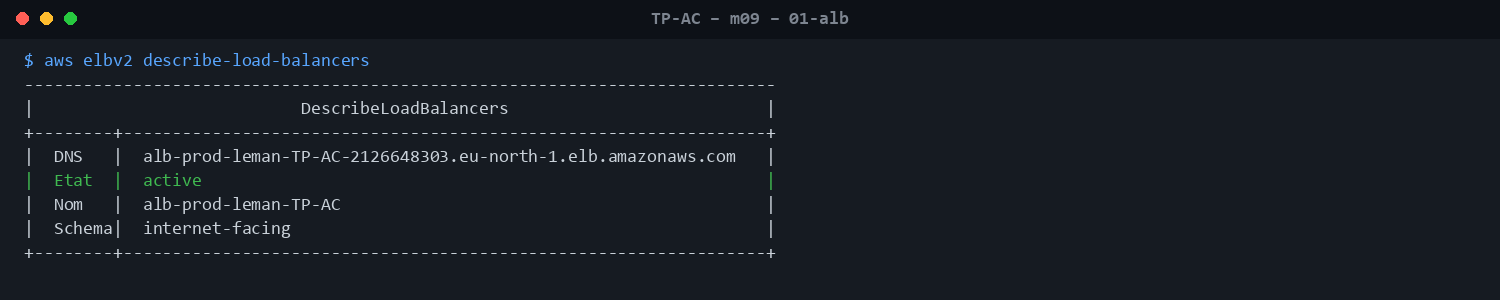 TP-AC – m09 – 01-alb
$ aws elbv2 describe-load-balancers
----------------------------------------------------------------------------
|                           DescribeLoadBalancers                          |
+--------+-----------------------------------------------------------------+
|  DNS   |  alb-prod-leman-TP-AC-2126648303.eu-north-1.elb.amazonaws.com   |
|  Etat  |  active                                                         |
|  Nom   |  alb-prod-leman-TP-AC                                           |
|  Schema|  internet-facing                                                |
+--------+-----------------------------------------------------------------+